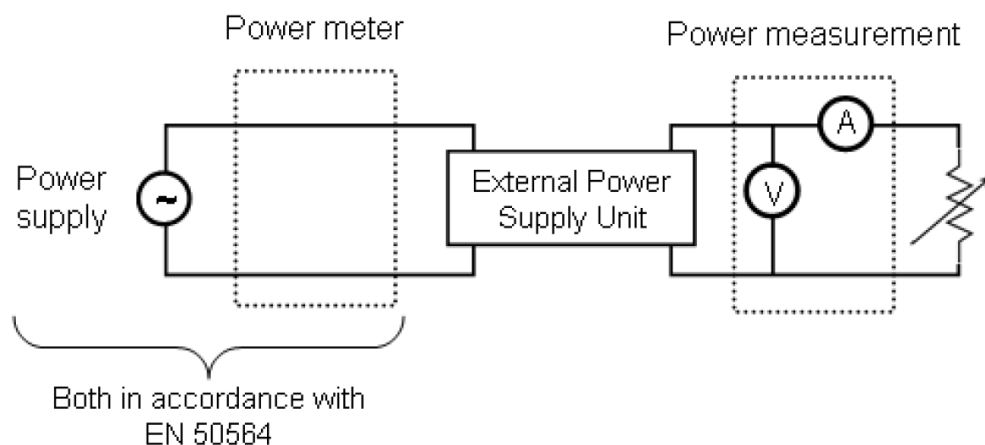 Power meter
Power measurement
Power
supply
~
External Power
Supply Unit
V
A
Both in accordance with
EN 50564